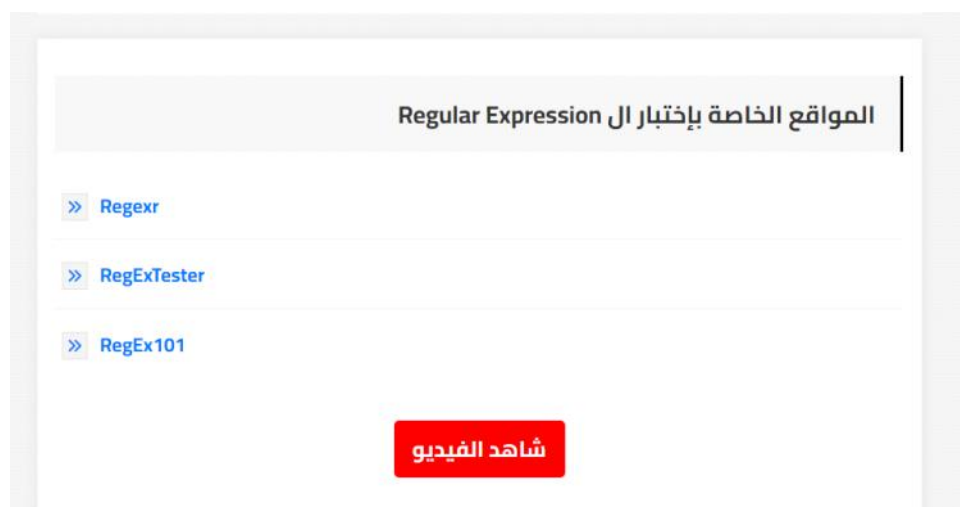 المواقع الخاصة بإختبار ال Regular Expression
Regexr
RegExTester
RegEx101
شاهد الفيديو